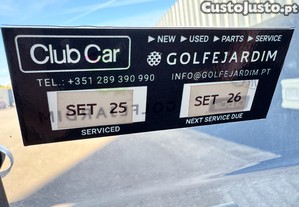 Custojusto.pt
Club Car
▸ NEW ▸ USED ▸ PARTS ▸ SERVICE
GOLFEJARDIM
TEL.: +351 289 390 990
INFO@GOLFEJARDIM.PT
SET 25
SET 26
SERVICED
NEXT SERVICE DUE